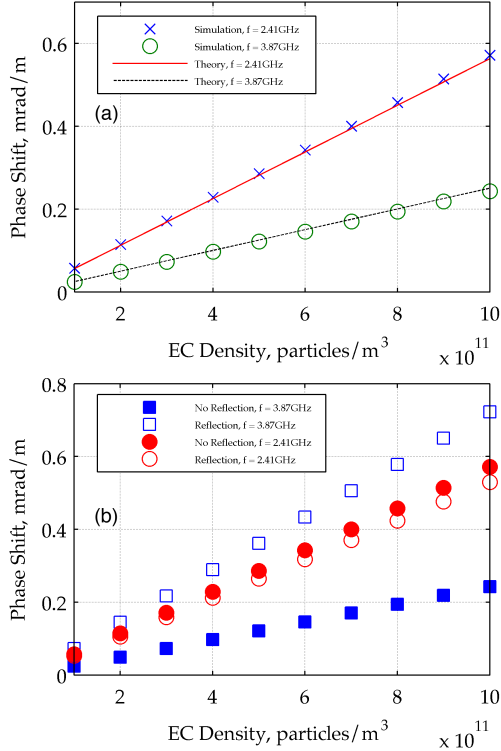 0.6
0.4
0.2
0
Phase Shift, mrad/m
Simulation, f = 2.41GHz
Simulation, f = 3.87GHz
Theory, f = 2.41GHz
Theory, f = 3.87GHz
(a)
2 4 6 8 10
EC Density, particles/m³
x 10¹¹
0.8
0.6
0.4
0.2
0
Phase Shift, mrad/m
No Reflection, f = 3.87GHz
Reflection, f = 3.87GHz
No Reflection, f = 2.41GHz
Reflection, f = 2.41GHz
(b)
2 4 6 8 10
EC Density, particles/m³
x 10¹¹